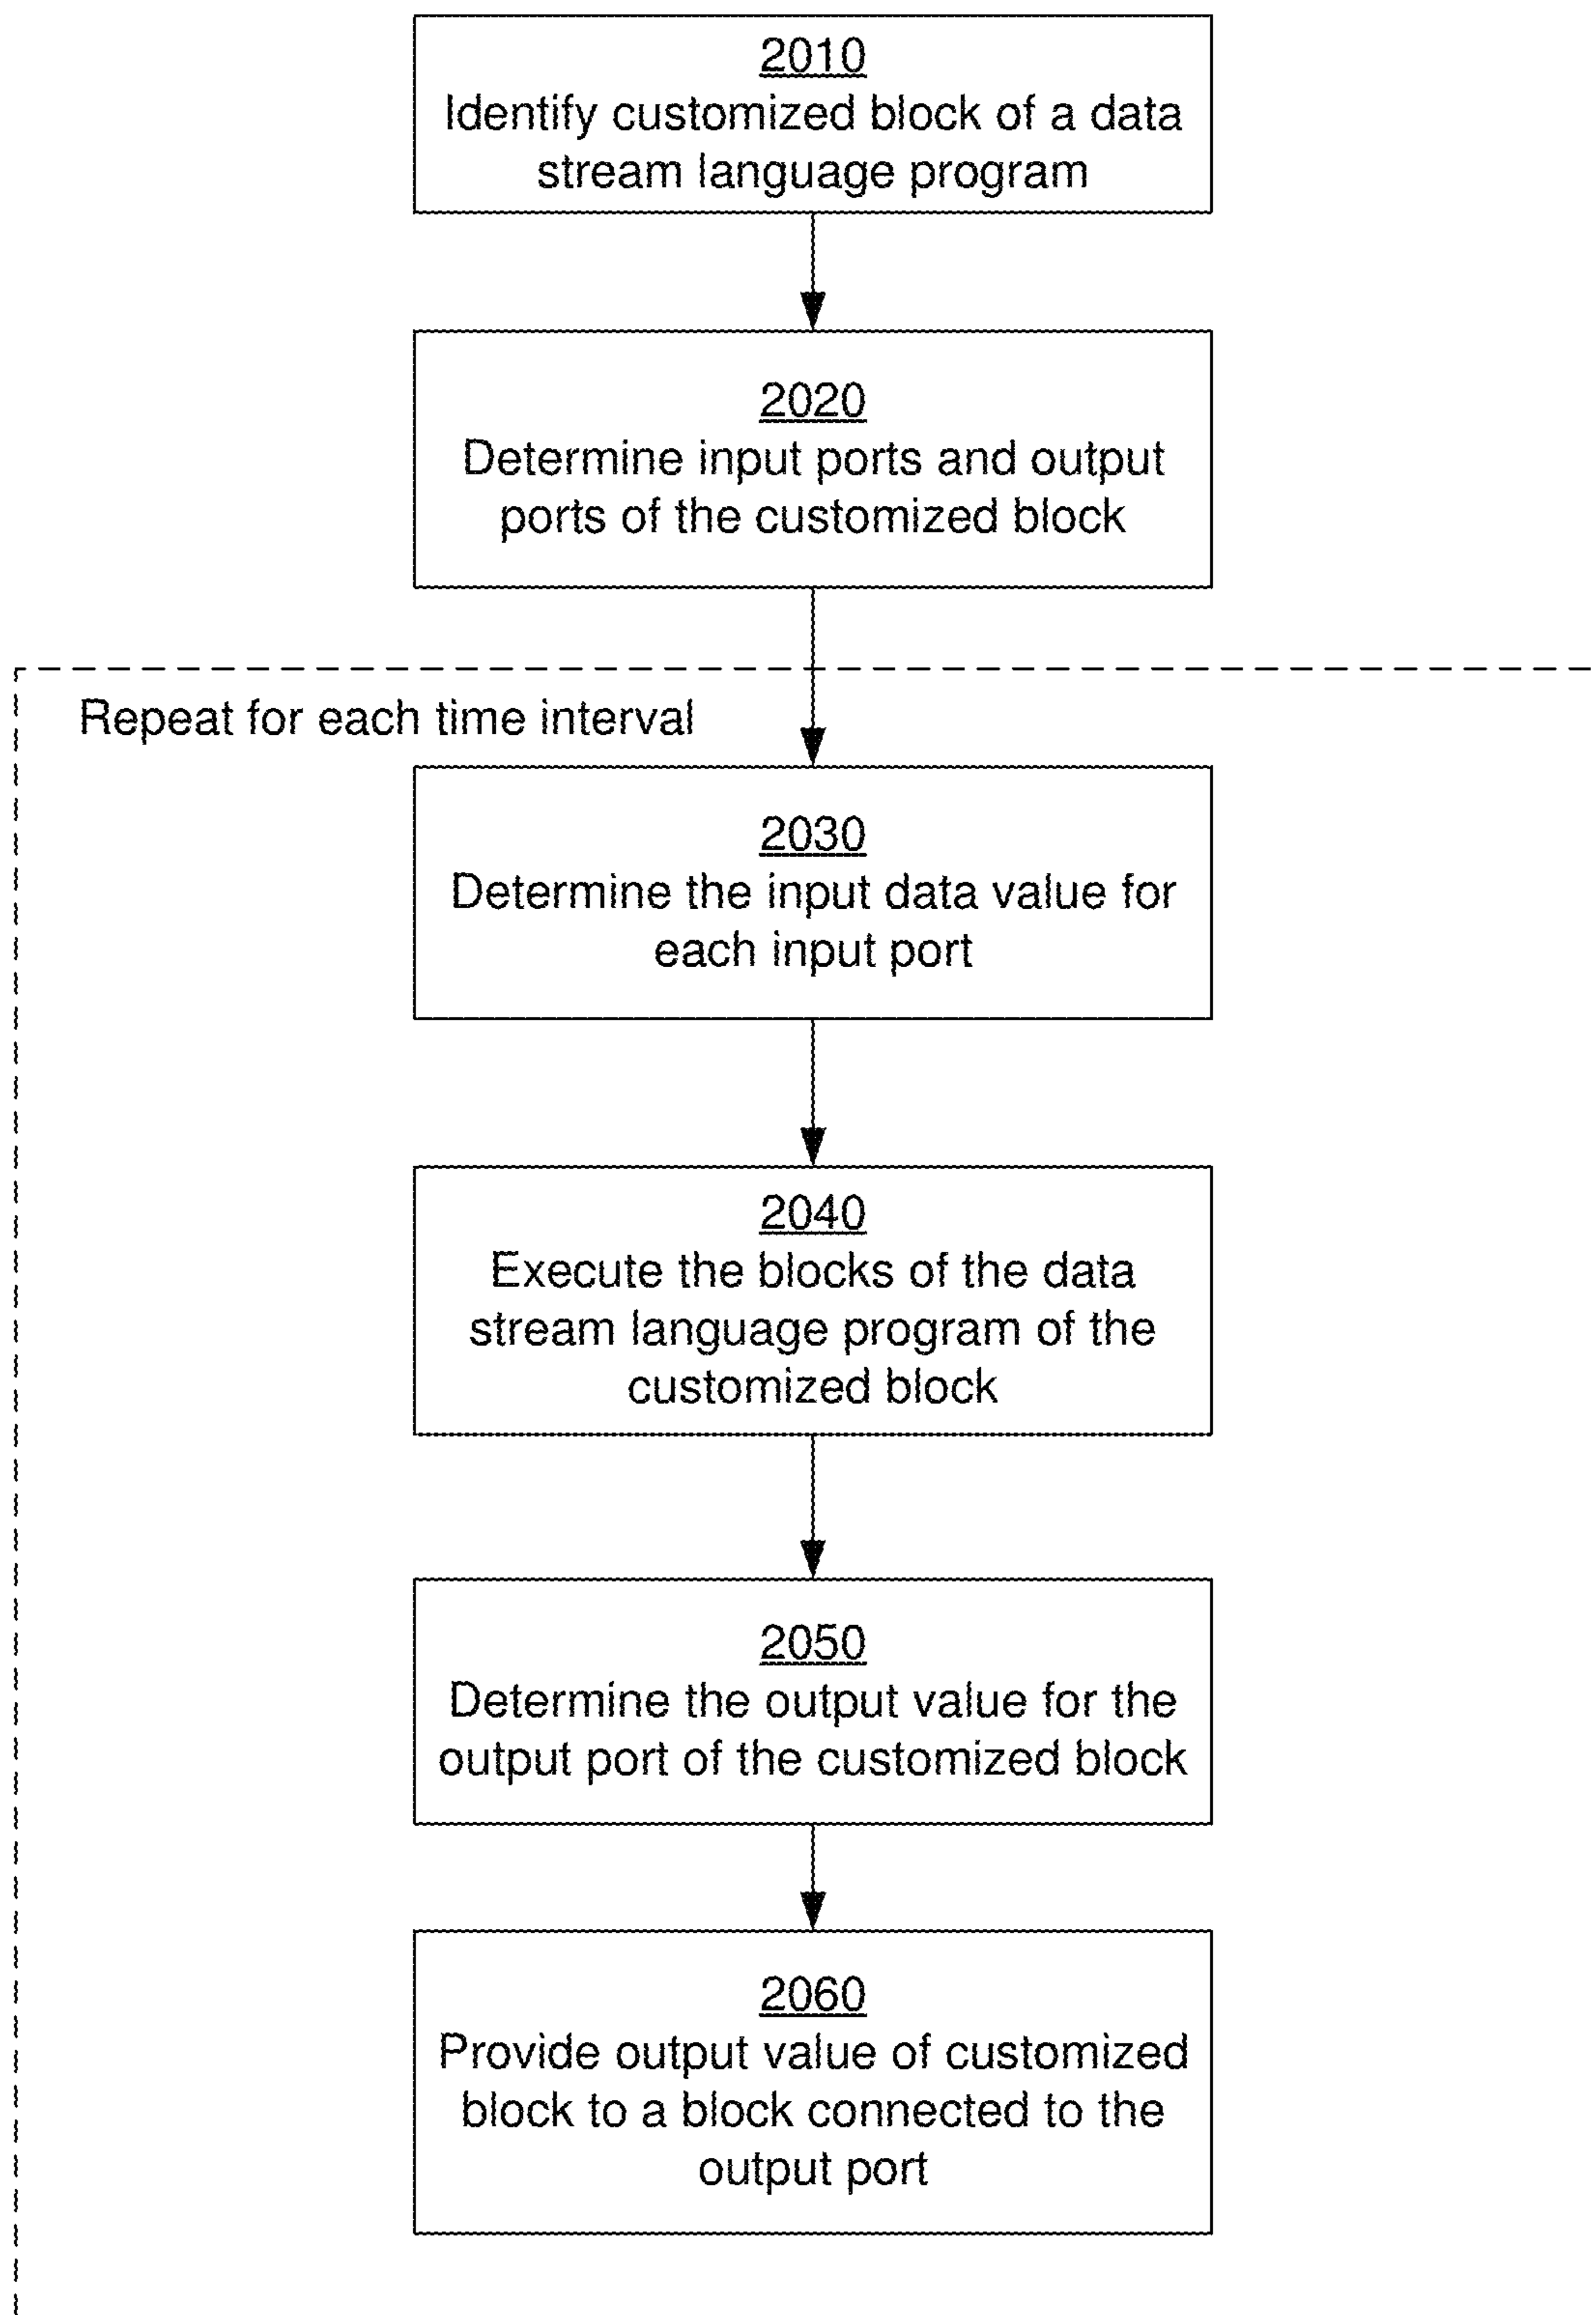 2010
Identify customized block of a data
stream language program
2020
Determine input ports and output
ports of the customized block
Repeat for each time interval
2030
Determine the input data value for
each input port
2040
Execute the blocks of the data
stream language program of the
customized block
2050
Determine the output value for the
output port of the customized block
2060
Provide output value of customized
block to a block connected to the
output port